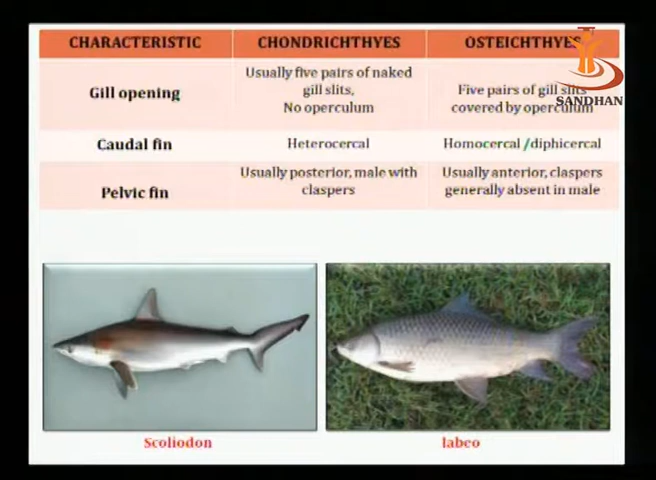 CHARACTERISTIC CHONDRICHTHYES OSTEICHTHYES
Gill opening
Usually five pairs of naked
gill slits,
No operculum
Five pairs of gill slits
covered by operculum
SANDHAN
Caudal fin Heterocercal Homocercal /diphicercal
Pelvic fin
Usually posterior, male with
claspers
Usually anterior, claspers
generally absent in male
Scoliodon labeo